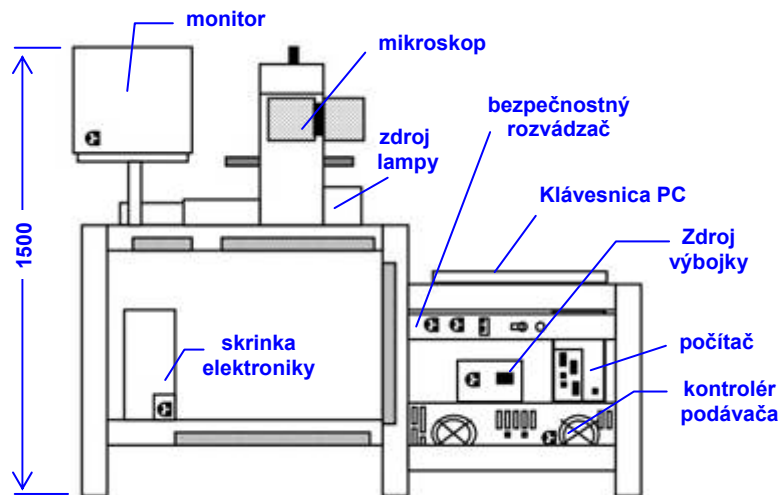 monitor
mikroskop
bezpečnostný
rozvádzač
zdroj
lampy
Klávesnica PC
Zdroj
výbojky
1500
skrinka
elektroniky
počítač
kontrolér
podávača